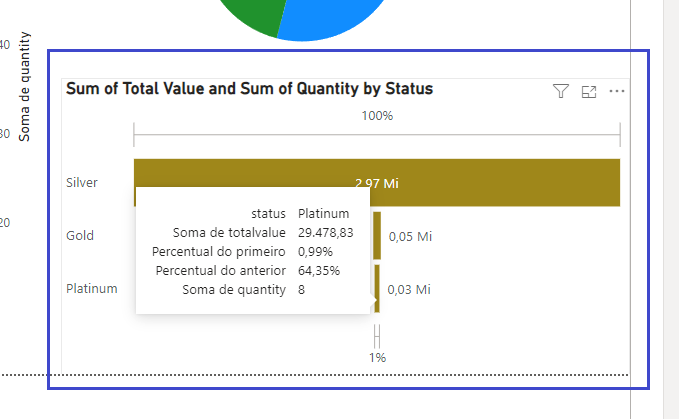 40
Soma de quantity
30
20
Sum of Total Value and Sum of Quantity by Status
100%
Silver
2,97 Mi
Gold
0,05 Mi
Platinum
0,03 Mi
status Platinum
Soma de totalvalue 29.478,83
Percentual do primeiro 0,99%
Percentual do anterior 64,35%
Soma de quantity 8
1%